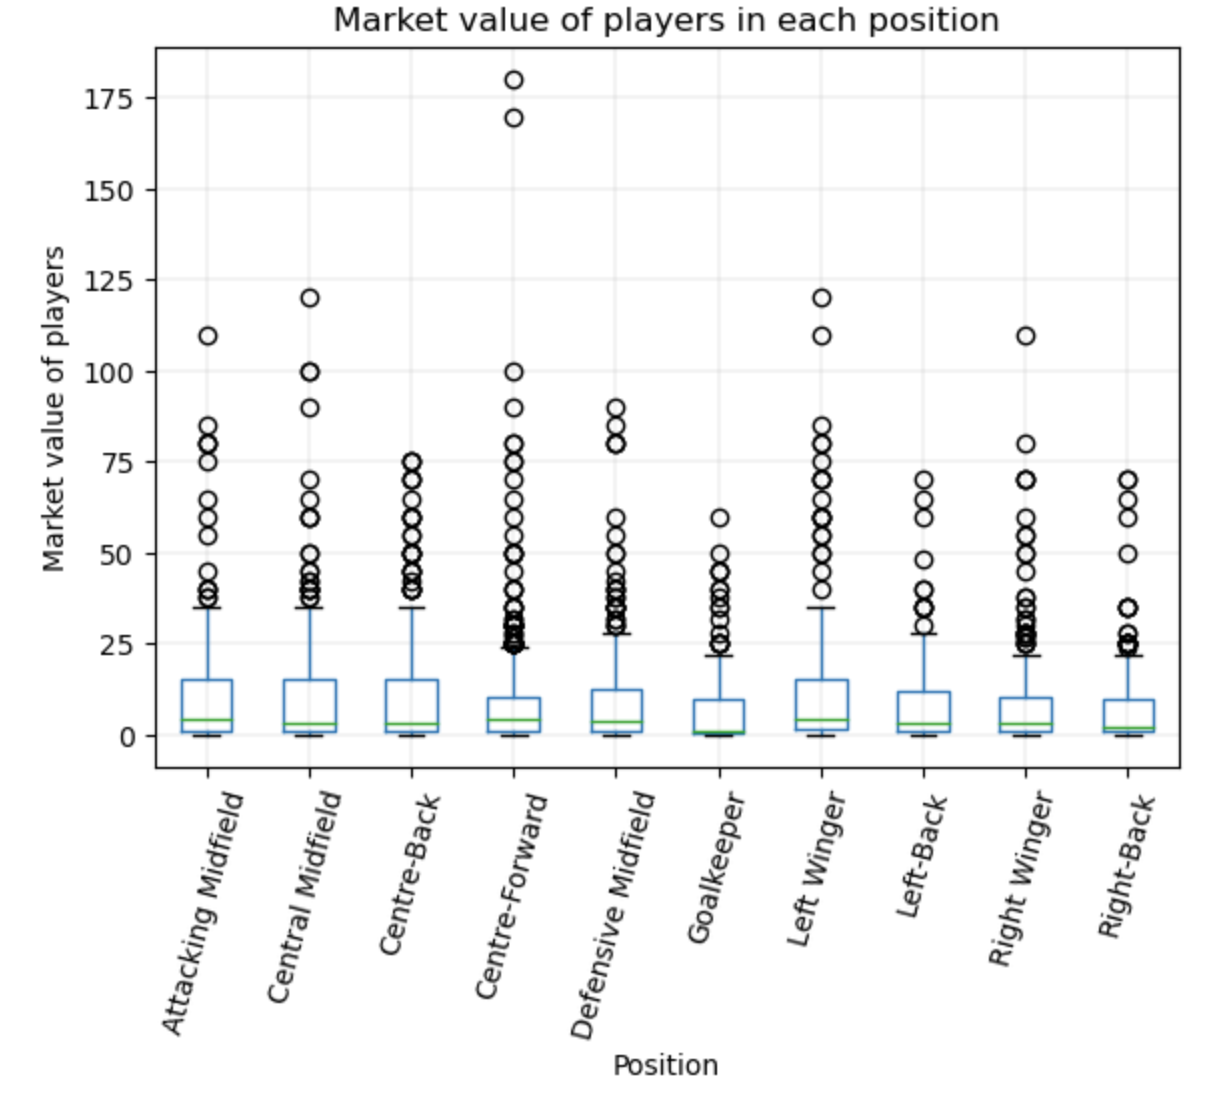 Market value of players in each position
Market value of players
175
150
125
100
75
50
25
0
Attacking Midfield
Central Midfield
Centre-Back
Centre-Forward
Defensive Midfield
Goalkeeper
Left Winger
Left-Back
Right Winger
Right-Back
Position